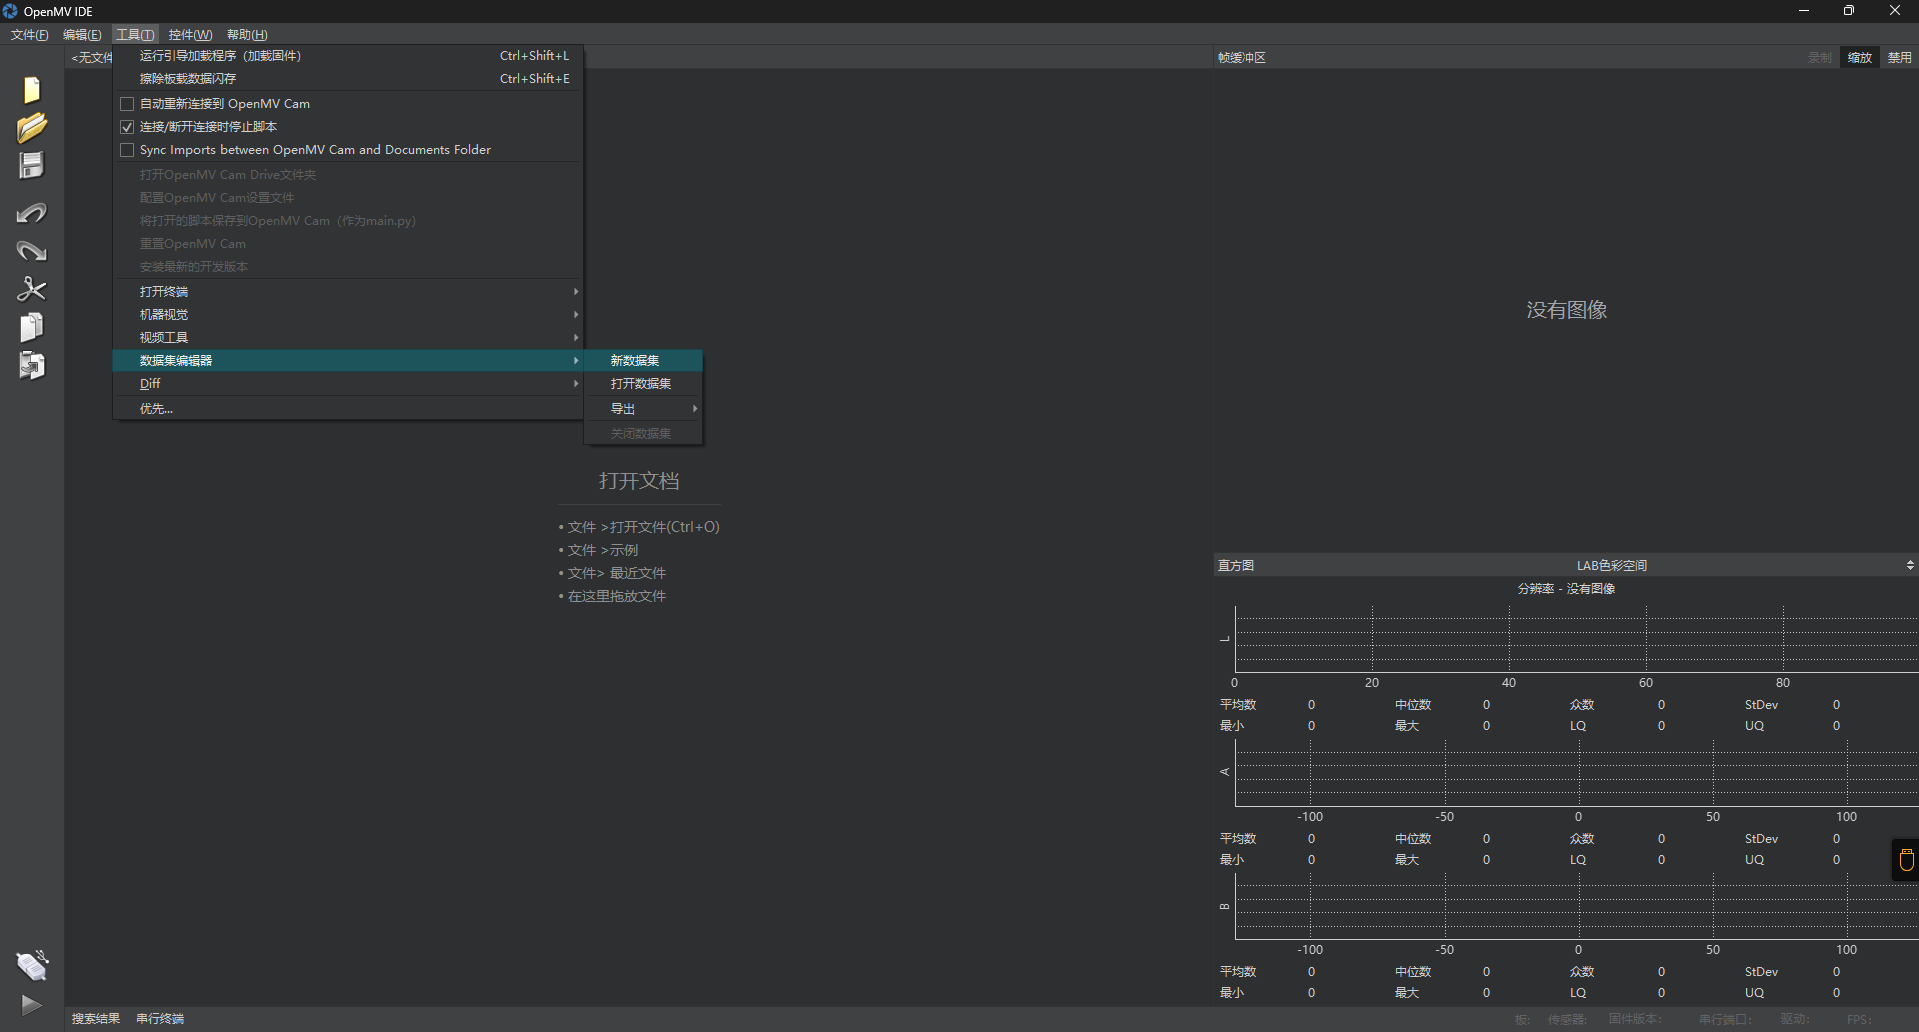 OpenMV IDE
文件(F) 编辑(E) 工具(T) 控件(W) 帮助(H)
<无文件
运行引导加载程序（加载固件） Ctrl+Shift+L
擦除板载数据闪存 Ctrl+Shift+E
自动重新连接到 OpenMV Cam
连接/断开连接时停止脚本
Sync Imports between OpenMV Cam and Documents Folder
打开OpenMV Cam Drive文件夹
配置OpenMV Cam设置文件
将打开的脚本保存到OpenMV Cam（作为main.py）
重置OpenMV Cam
安装最新的开发版本
打开终端
机器视觉
视频工具
数据集编辑器
Diff
优先...
新数据集
打开数据集
导出
关闭数据集
打开文档
• 文件 >打开文件(Ctrl+O)
• 文件 >示例
• 文件> 最近文件
• 在这里拖放文件
帧缓冲区 录制 缩放 禁用
没有图像
直方图 LAB色彩空间
分辨率 - 没有图像
L
0 20 40 60 80
平均数 0 中位数 0 众数 0 StDev 0
最小 0 最大 0 LQ 0 UQ 0
A
-100 -50 0 50 100
平均数 0 中位数 0 众数 0 StDev 0
最小 0 最大 0 LQ 0 UQ 0
B
-100 -50 0 50 100
平均数 0 中位数 0 众数 0 StDev 0
最小 0 最大 0 LQ 0 UQ 0
搜索结果 串行终端
板: 传感器: 固件版本: 串行端口: 驱动: FPS: